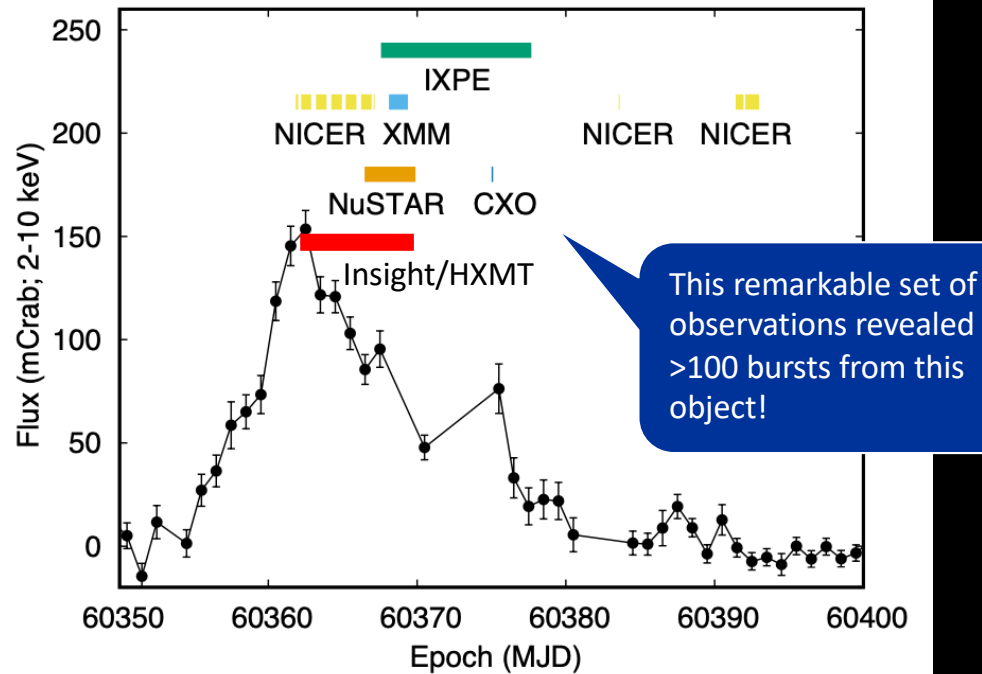 250
200
150
100
50
0
Flux (mCrab; 2-10 keV)
IXPE
NICER XMM NICER NICER
NuSTAR CXO
Insight/HXMT
This remarkable set of
observations revealed
>100 bursts from this
object!
60350 60360 60370 60380 60390 60400
Epoch (MJD)